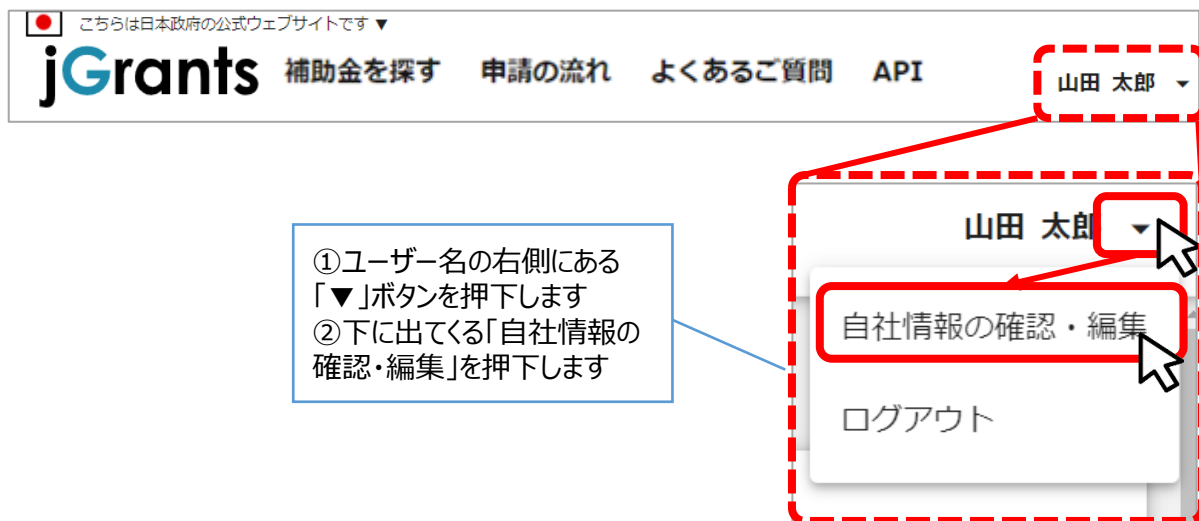 こちらは日本政府の公式ウェブサイトです ▼
jGrants 補助金を探す 申請の流れ よくあるご質問 API 山田 太郎 ▼
山田 太郎 ▼
①ユーザー名の右側にある
「▼」ボタンを押下します
②下に出てくる「自社情報の
確認・編集」を押下します
自社情報の確認・編集
ログアウト